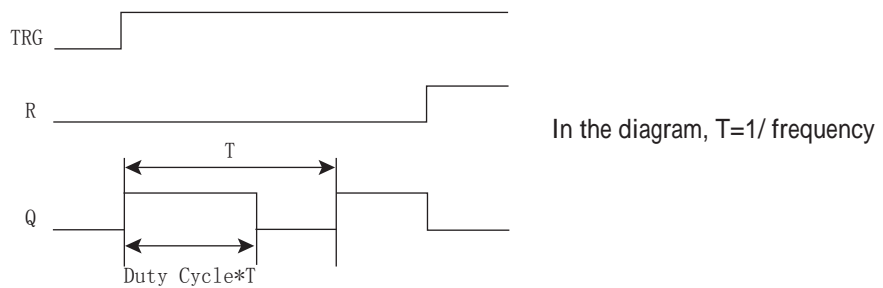 TRG
R
In the diagram, T=1/ frequency
T
Q
Duty Cycle*T